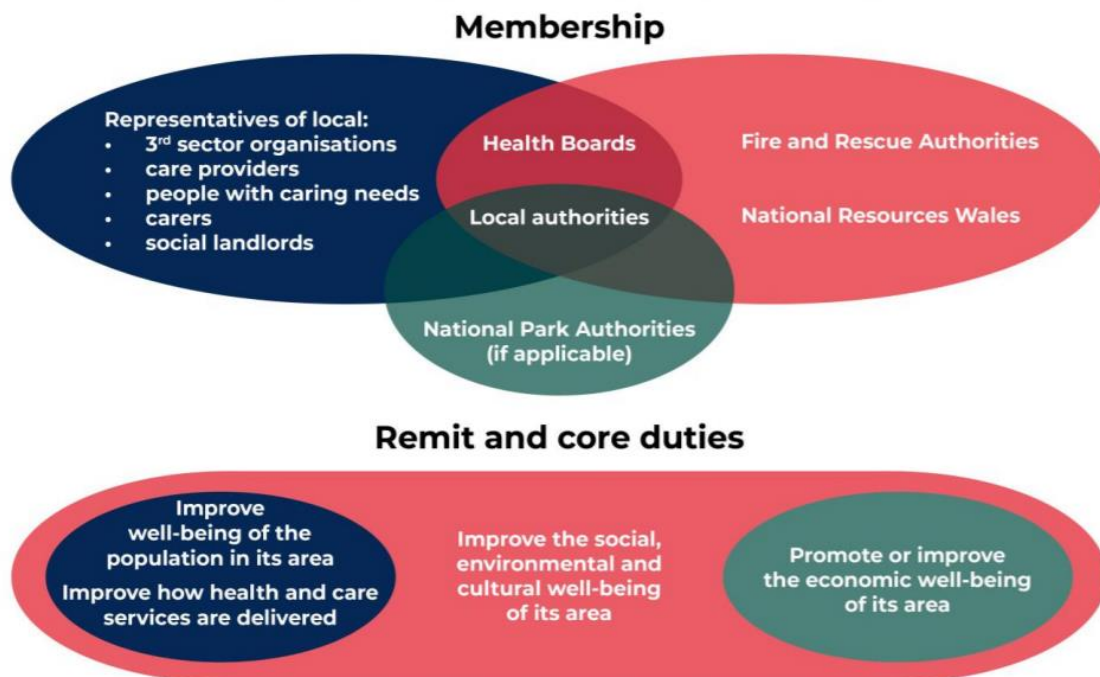 Membership
Representatives of local:
• 3rd sector organisations
• care providers
• people with caring needs
• carers
• social landlords
Health Boards
Local authorities
Fire and Rescue Authorities
National Resources Wales
National Park Authorities
(if applicable)
Remit and core duties
Improve
well-being of the
population in its area
Improve how health and care
services are delivered
Improve the social,
environmental and
cultural well-being
of its area
Promote or improve
the economic well-being
of its area